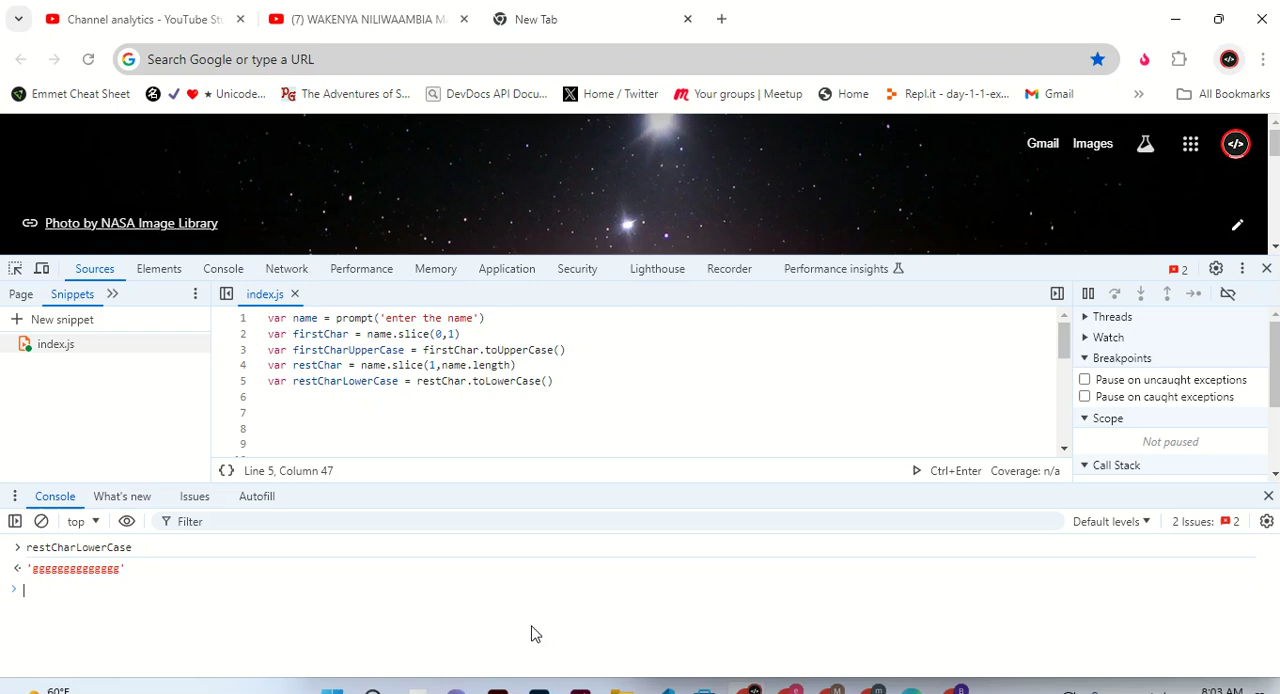 Channel analytics - YouTube Stu
(7) WAKENYA NILIWAAMBIA M
New Tab
Search Google or type a URL
Emmet Cheat Sheet
★ Unicode...
The Adventures of S...
DevDocs API Docu...
Home / Twitter
Your groups | Meetup
Home
Repl.it - day-1-1-ex...
Gmail
»
All Bookmarks
Gmail Images
Photo by NASA Image Library
Sources Elements Console Network Performance Memory Application Security Lighthouse Recorder Performance insights
2
Page Snippets
index.js
New snippet
index.js
1 var name = prompt('enter the name')
2 var firstChar = name.slice(0,1)
3 var firstCharUpperCase = firstChar.toUpperCase()
4 var restChar = name.slice(1,name.length)
5 var restCharLowerCase = restChar.toLowerCase()
6
7
8
9
{ } Line 5, Column 47
Ctrl+Enter Coverage: n/a
Threads
Watch
Breakpoints
Pause on uncaught exceptions
Pause on caught exceptions
Scope
Not paused
Call Stack
Console What's new Issues Autofill
top
Filter
Default levels
2 Issues: 2
> restCharLowerCase
'gggggggggggggg'
>
60°F
8:03 AM